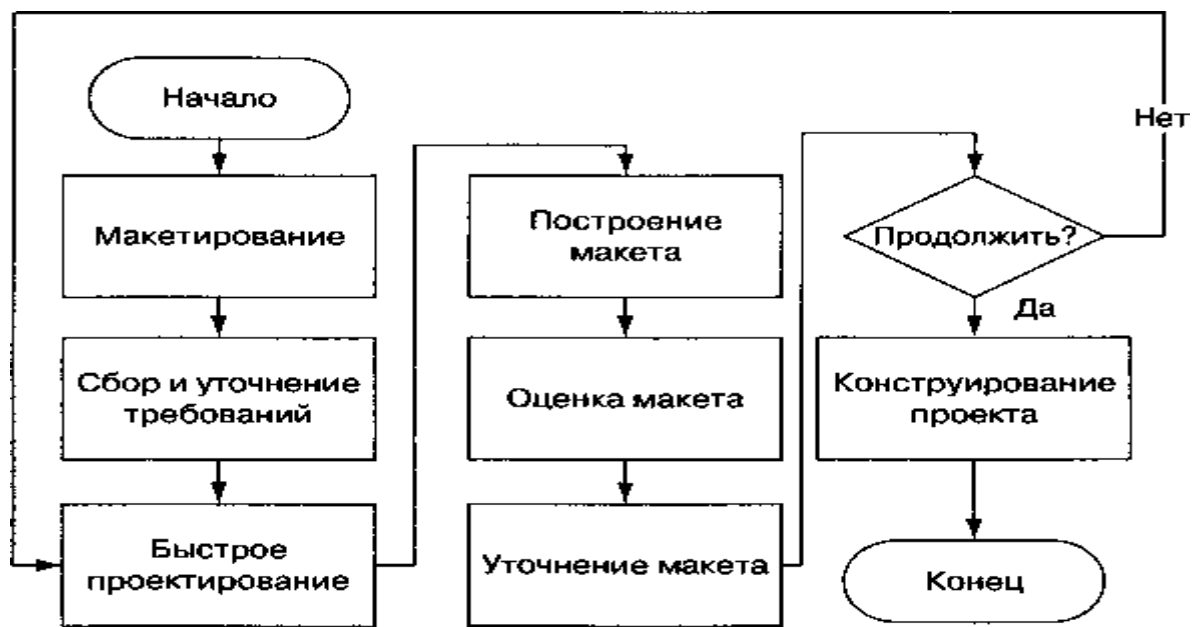 Начало
Макетирование
Сбор и уточнение
требований
Быстрое
проектирование
Построение
макета
Оценка макета
Уточнение макета
Продолжить?
Нет
Да
Конструирование
проекта
Конец